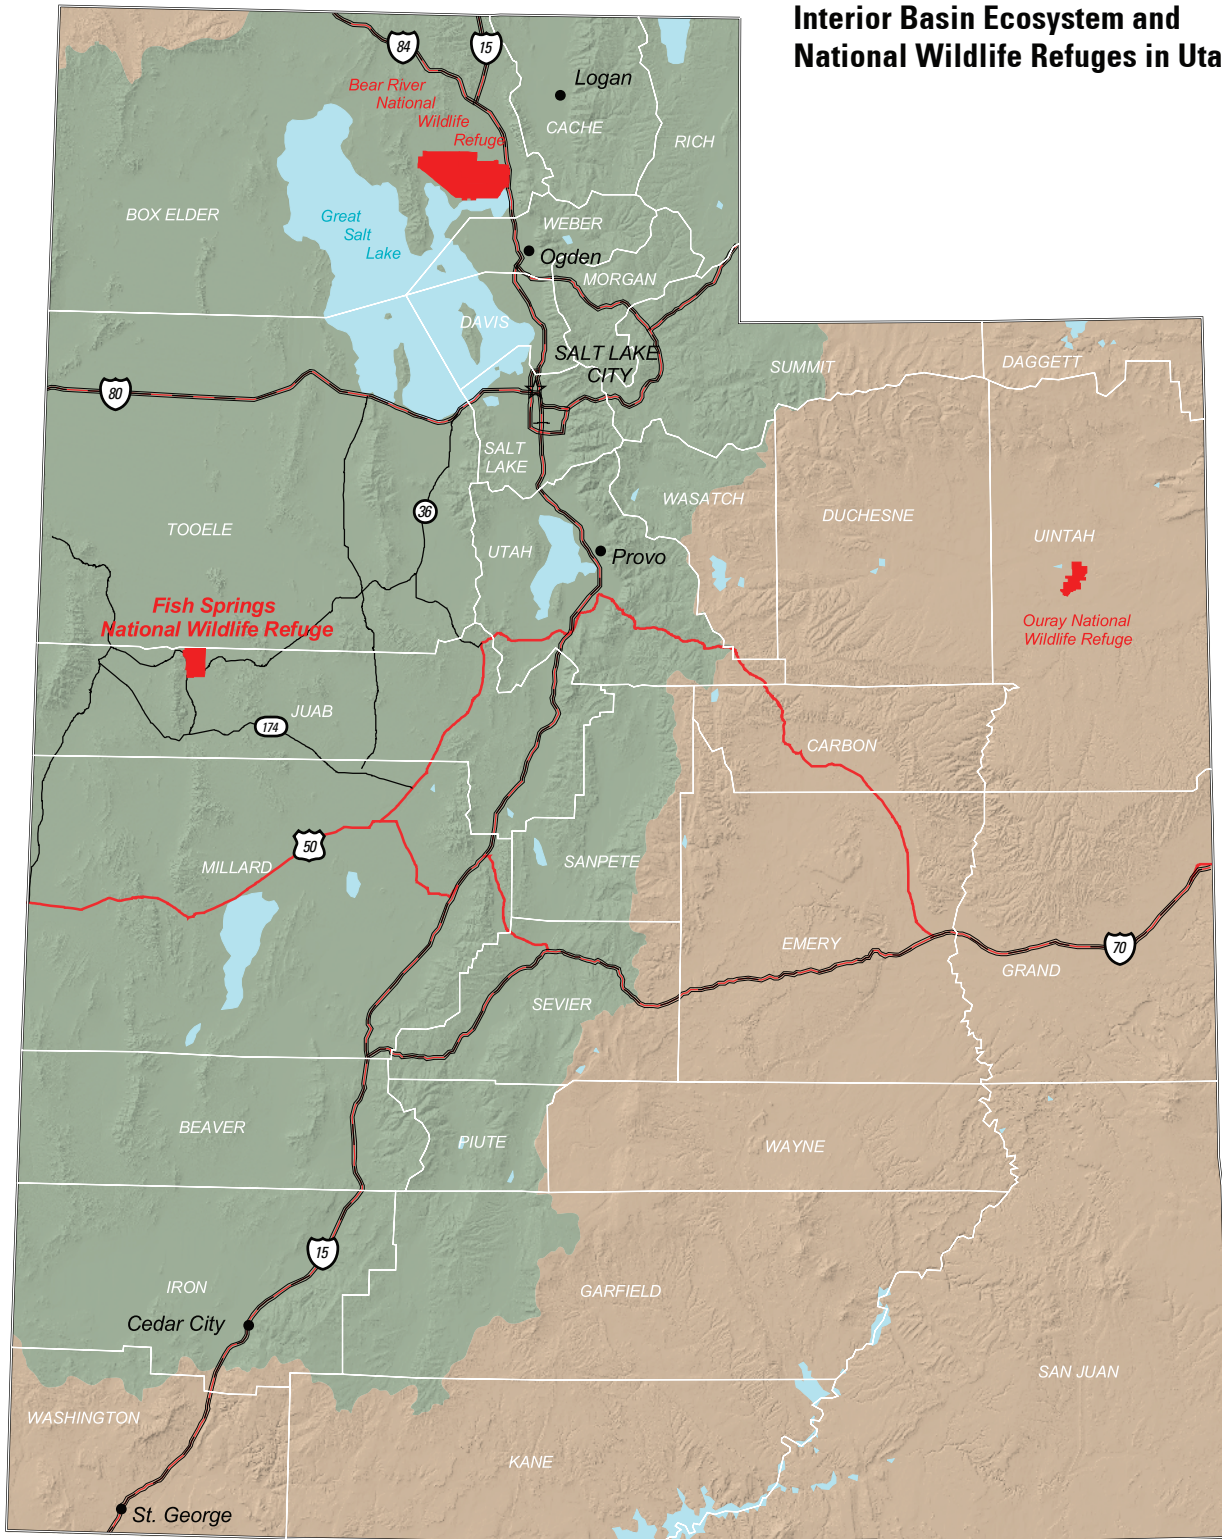 Interior Basin Ecosystem and
National Wildlife Refuges in Uta
84
15
Logan
Bear River
National
Wildlife
Refuge
CACHE
RICH
BOX ELDER
Great
Salt
Lake
WEBER
Ogden
MORGAN
DAVIS
SALT LAKE
CITY
SUMMIT
DAGGETT
80
SALT
LAKE
WASATCH
36
DUCHESNE
TOOELE
UINTAH
UTAH
Provo
Fish Springs
National Wildlife Refuge
Ouray National
Wildlife Refuge
JUAB
174
CARBON
50
MILLARD
SANPETE
EMERY
70
GRAND
SEVIER
BEAVER
PIUTE
WAYNE
15
IRON
GARFIELD
Cedar City
SAN JUAN
WASHINGTON
KANE
St. George